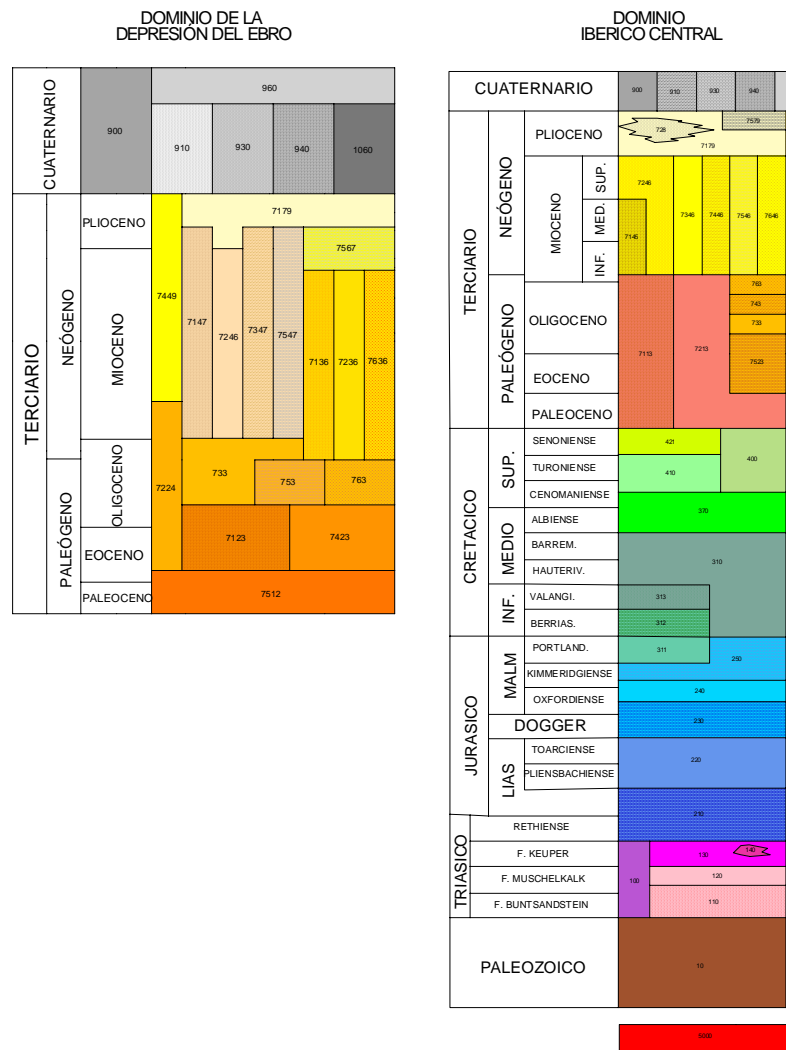 DOMINIO DE LA
DEPRESIÓN DEL EBRO
CUATERNARIO
900
960
910
930
940
1060
TERCIARIO
NEÓGENO
PALEÓGENO
PLIOCENO
MIOCENO
OLIGOCENO
EOCENO
PALEOCENO
7449
7179
7147
7246
7347
7547
7567
7136
7236
7636
7224
733
753
763
7123
7423
7512
DOMINIO
IBERICO CENTRAL
CUATERNARIO
900
910
930
940
TERCIARIO
NEÓGENO
PLIOCENO
728
7579
7179
MIOCENO
SUP.
MED.
INF.
7246
7145
7346
7446
7546
7646
PALEÓGENO
OLIGOCENO
EOCENO
PALEOCENO
7113
7213
763
743
733
7523
CRETACICO
SUP.
SENONIENSE
421
400
TURONIENSE
410
CENOMANIENSE
MEDIO
ALBIENSE
370
BARREM.
310
HAUTERIV.
INF.
VALANGI.
313
BERRIAS.
312
JURASICO
MALM
PORTLAND.
311
250
KIMMERIDGIENSE
240
OXFORDIENSE
DOGGER
230
LIAS
TOARCIENSE
220
PLIENSBACHIENSE
210
TRIASICO
RETHIENSE
F. KEUPER
100
130
140
F. MUSCHELKALK
120
F. BUNTSANDSTEIN
110
PALEOZOICO
10